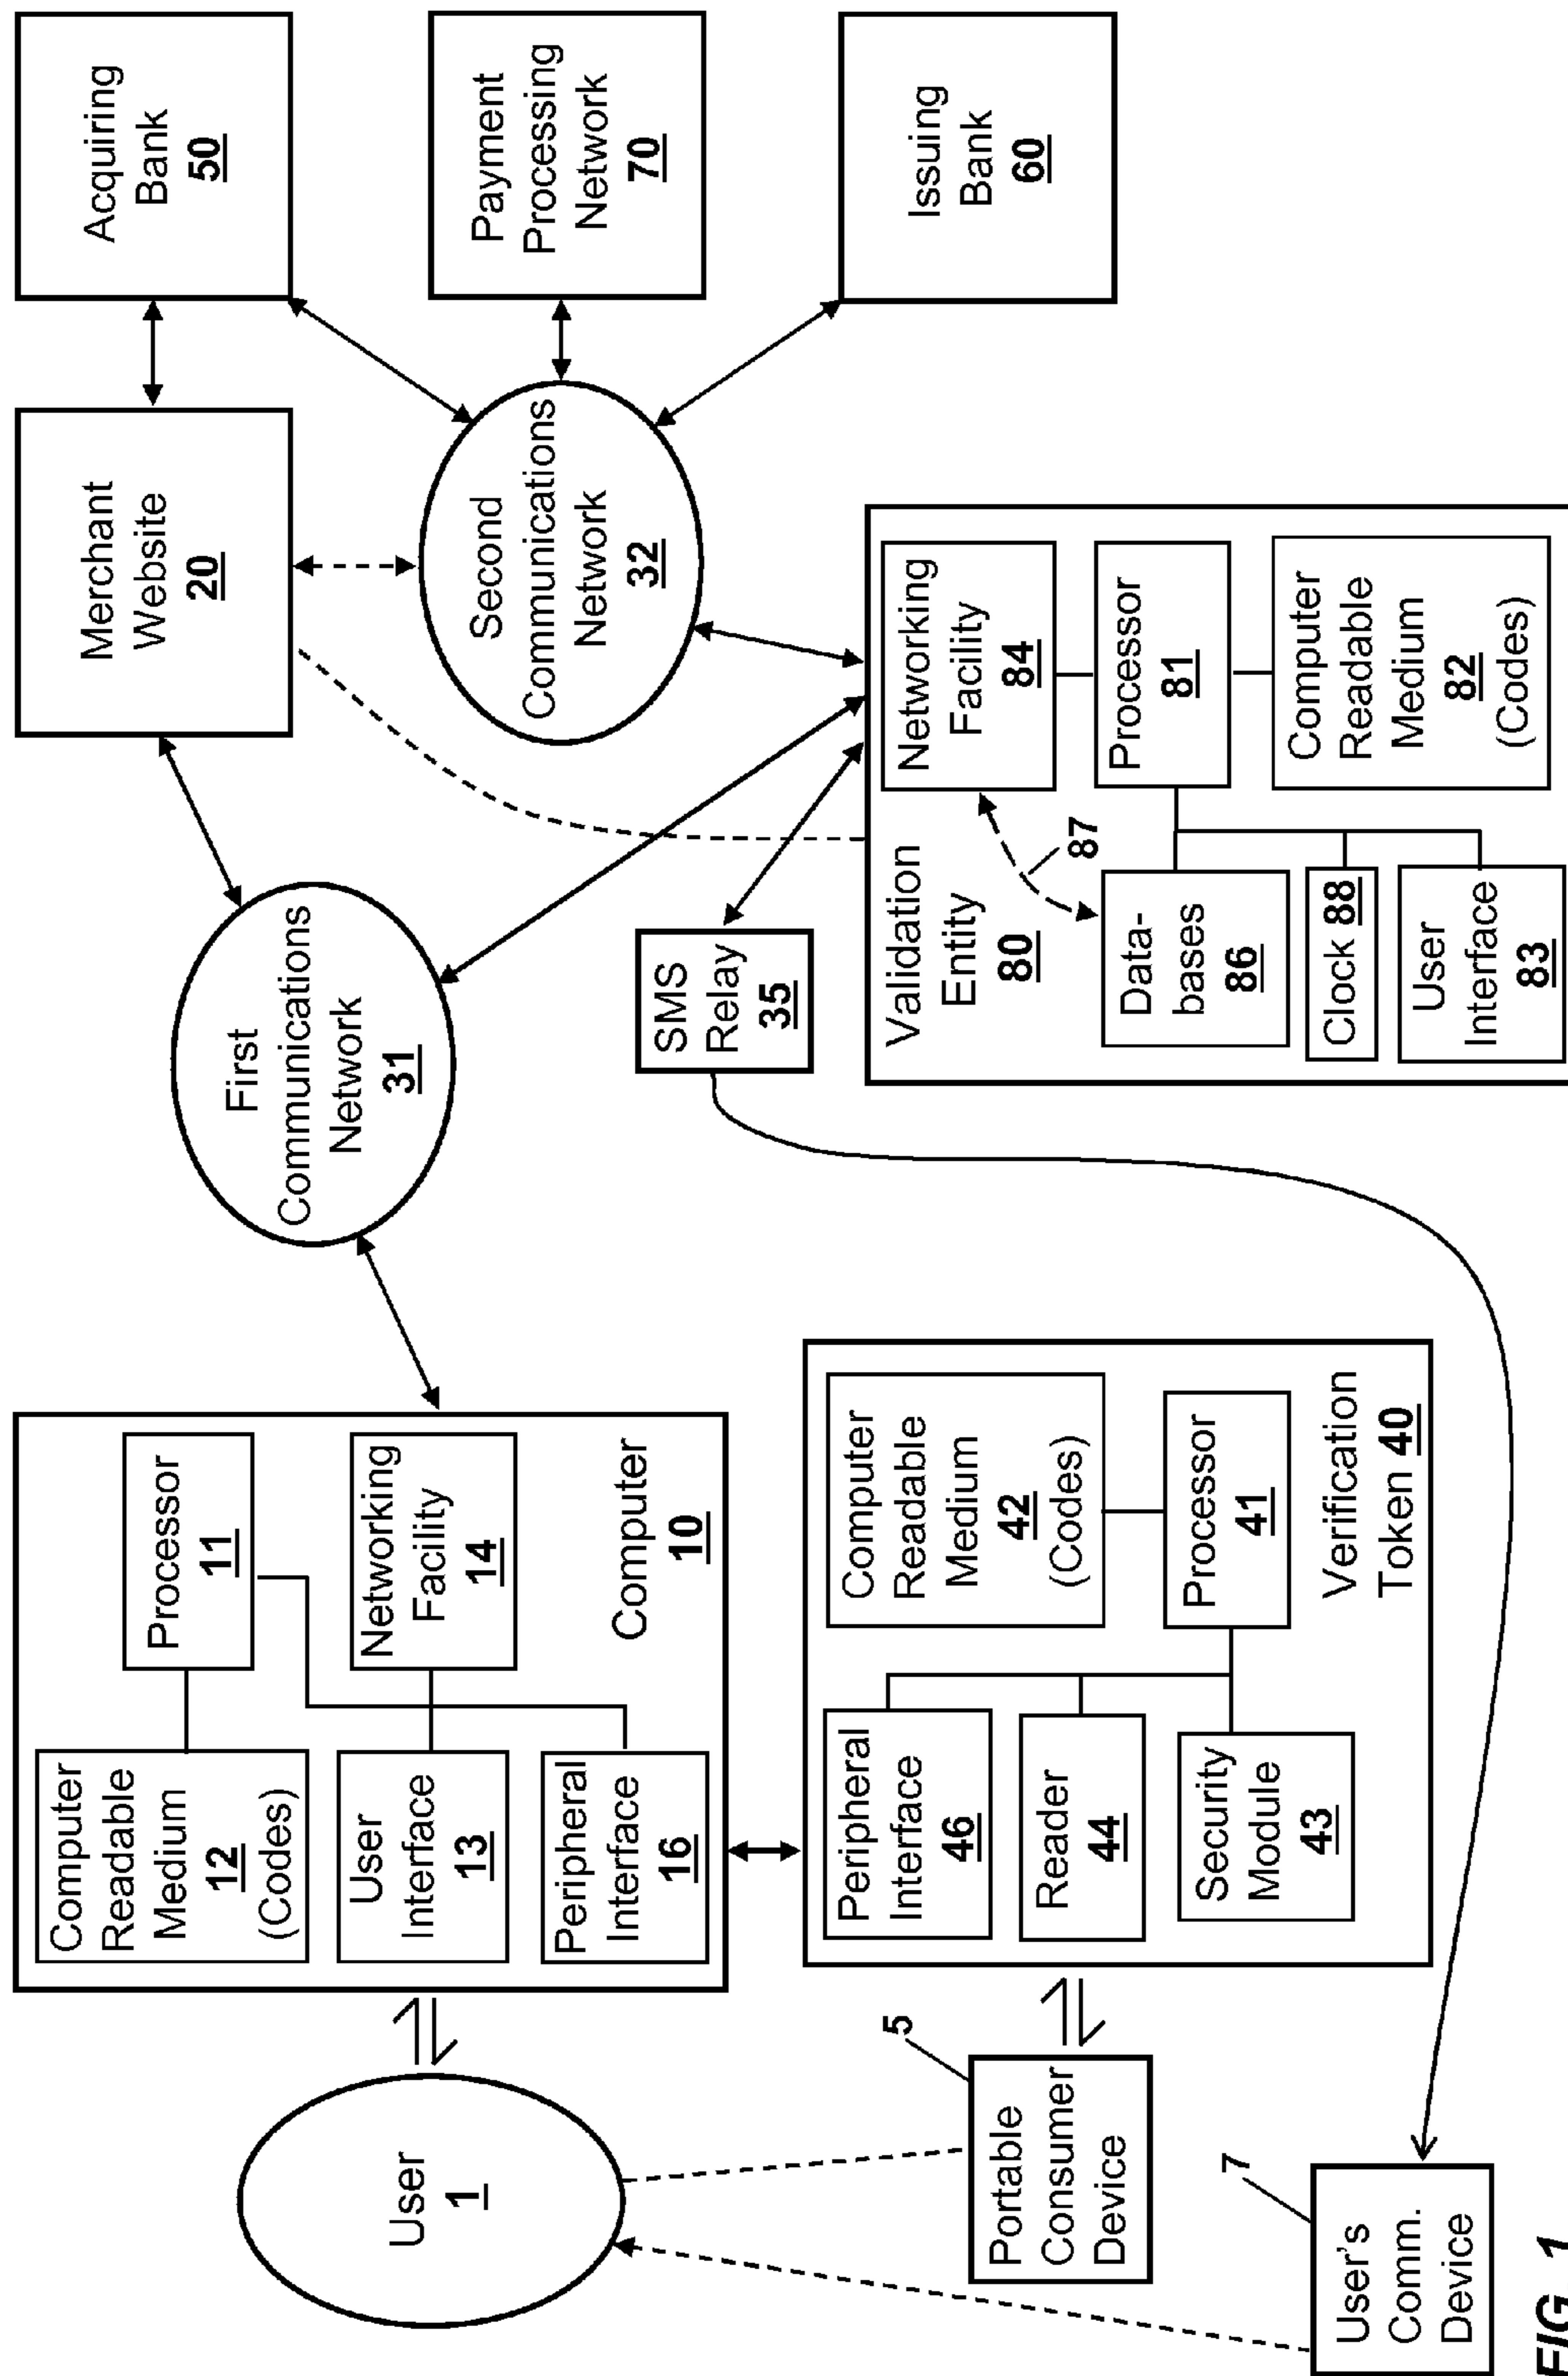 User
1
Computer
Readable
Medium
12
(Codes)
Processor
11
User
Interface
13
Networking
Facility
14
Peripheral
Interface
16
Computer
10
First
Communications
Network
31
Merchant
Website
20
Acquiring
Bank
50
Second
Communications
Network
32
Payment
Processing
Network
70
Issuing
Bank
60
5
Portable
Consumer
Device
7
User's
Comm.
Device
Peripheral
Interface
46
Reader
44
Security
Module
43
Computer
Readable
Medium
42
(Codes)
Processor
41
Verification
Token 40
SMS
Relay
35
Validation
Entity
80
Networking
Facility
84
87
Data-
bases
86
Processor
81
Clock 88
User
Interface
83
Computer
Readable
Medium
82
(Codes)
FIG. 1